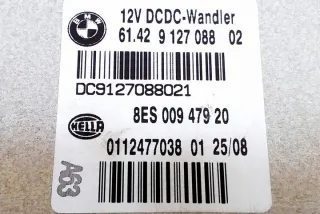 BMW
12V DCDC-Wandler
61.42 9 127 088 02
DC9127088021
HELLA
8ES 009 479 20
0112477038 01 25/08
A63